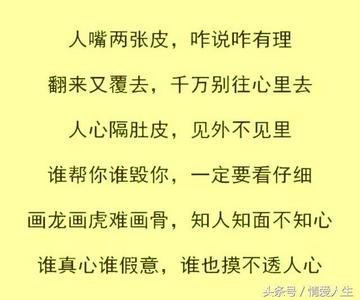 人嘴两张皮，咋说咋有理
翻来又覆去，千万别往心里去
人心隔肚皮，见外不见里
谁帮你谁毁你，一定要看仔细
画龙画虎难画骨，知人知面不知心
谁真心谁假意，谁也摸不透人心
头条号/情爱人生